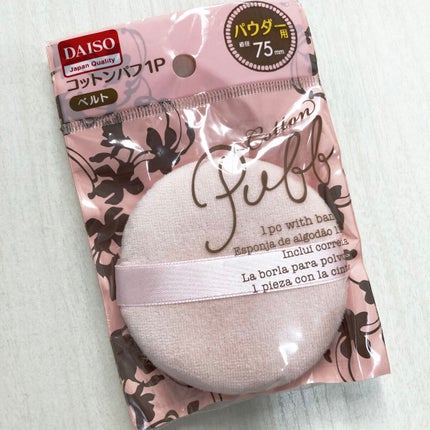 DAISO
Japan Quality
パウダー用
直径75mm
コットンパフ1P
ベルト
Cotton
Puff
1pc with ban
Esponja de algodão
Inclui correia
La borla para polvo
1 pieza con la cinta